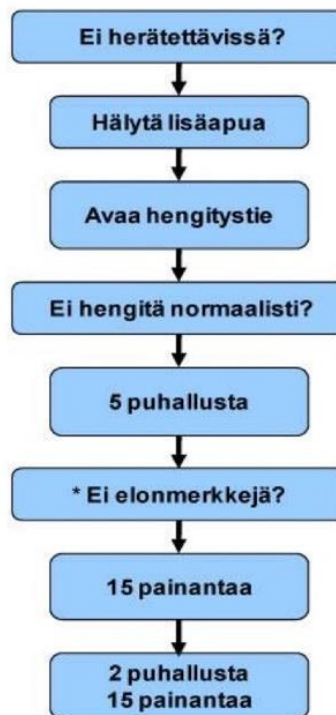 Ei herätettävissä?
Hälytä lisäapua
Avaa hengitystie
Ei hengitä normaalisti?
5 puhallusta
* Ei elonmerkkejä?
15 painantaa
2 puhallusta
15 painantaa